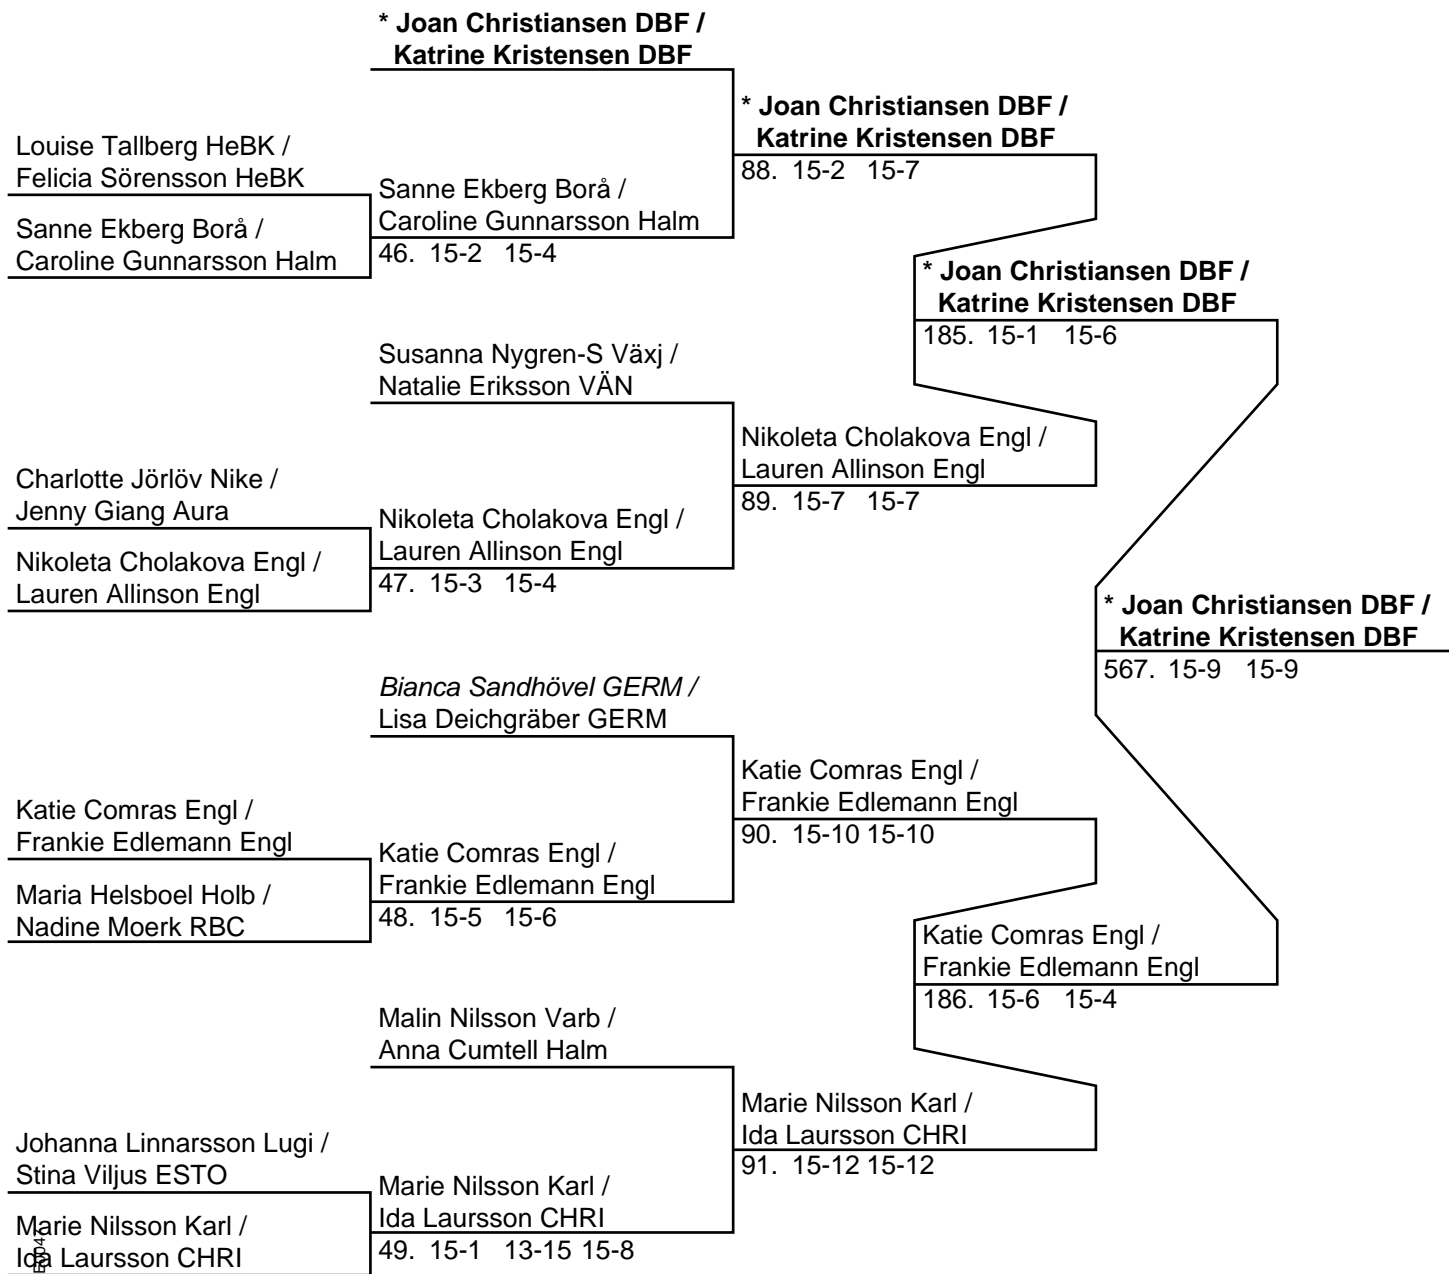 * Joan Christiansen DBF /
Katrine Kristensen DBF
Louise Tallberg HeBK /
Felicia Sörensson HeBK
Sanne Ekberg Borå /
Caroline Gunnarsson Halm
Sanne Ekberg Borå /
Caroline Gunnarsson Halm
46. 15-2 15-4
* Joan Christiansen DBF /
Katrine Kristensen DBF
88. 15-2 15-7
Susanna Nygren-S Växj /
Natalie Eriksson VÄN
Charlotte Jörlöv Nike /
Jenny Giang Aura
Nikoleta Cholakova Engl /
Lauren Allinson Engl
Nikoleta Cholakova Engl /
Lauren Allinson Engl
47. 15-3 15-4
Nikoleta Cholakova Engl /
Lauren Allinson Engl
89. 15-7 15-7
* Joan Christiansen DBF /
Katrine Kristensen DBF
185. 15-1 15-6
Bianca Sandhövel GERM /
Lisa Deichgräber GERM
Katie Comras Engl /
Frankie Edlemann Engl
Maria Helsboel Holb /
Nadine Moerk RBC
Katie Comras Engl /
Frankie Edlemann Engl
48. 15-5 15-6
Katie Comras Engl /
Frankie Edlemann Engl
90. 15-10 15-10
Malin Nilsson Varb /
Anna Cumtell Halm
Johanna Linnarsson Lugi /
Stina Viljus ESTO
Marie Nilsson Karl /
Ida Laursson CHRI
Marie Nilsson Karl /
Ida Laursson CHRI
49. 15-1 13-15 15-8
Marie Nilsson Karl /
Ida Laursson CHRI
91. 15-12 15-12
Katie Comras Engl /
Frankie Edlemann Engl
186. 15-6 15-4
* Joan Christiansen DBF /
Katrine Kristensen DBF
567. 15-9 15-9